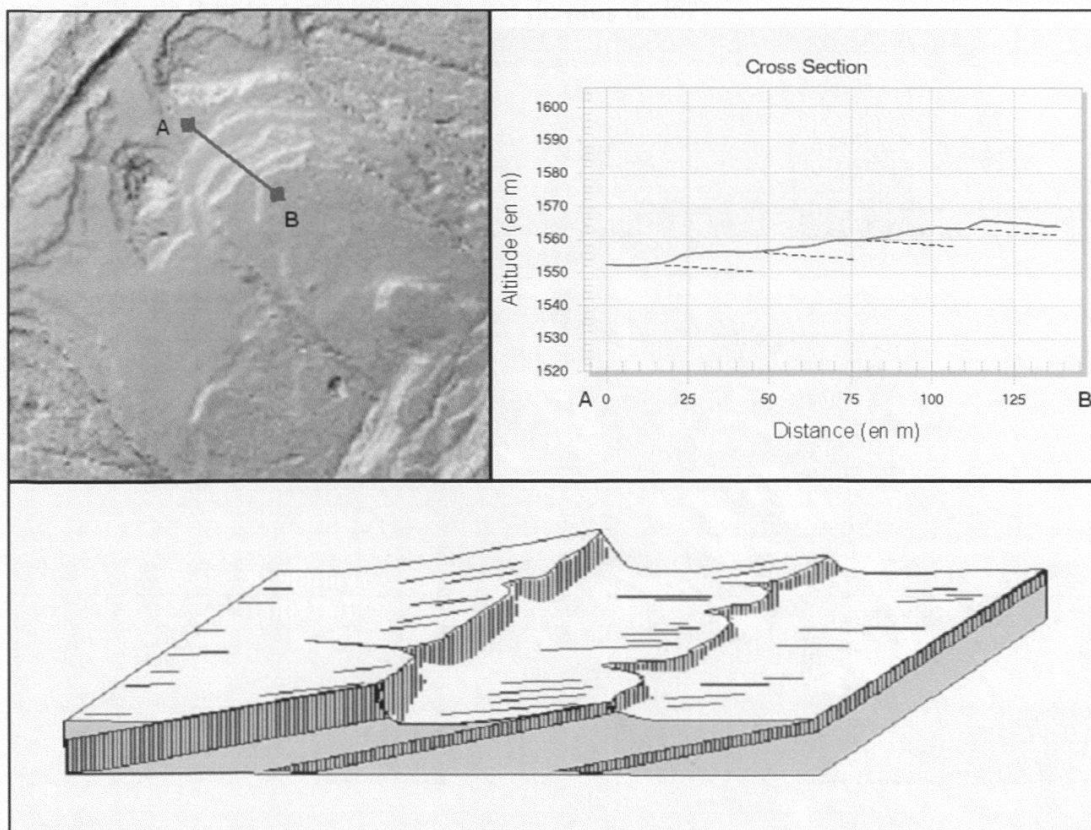 A
B
Cross Section
Altitude (en m)
1600
1590
1580
1570
1560
1550
1540
1530
1520
A 0 25 50 75 100 125 B
Distance (en m)